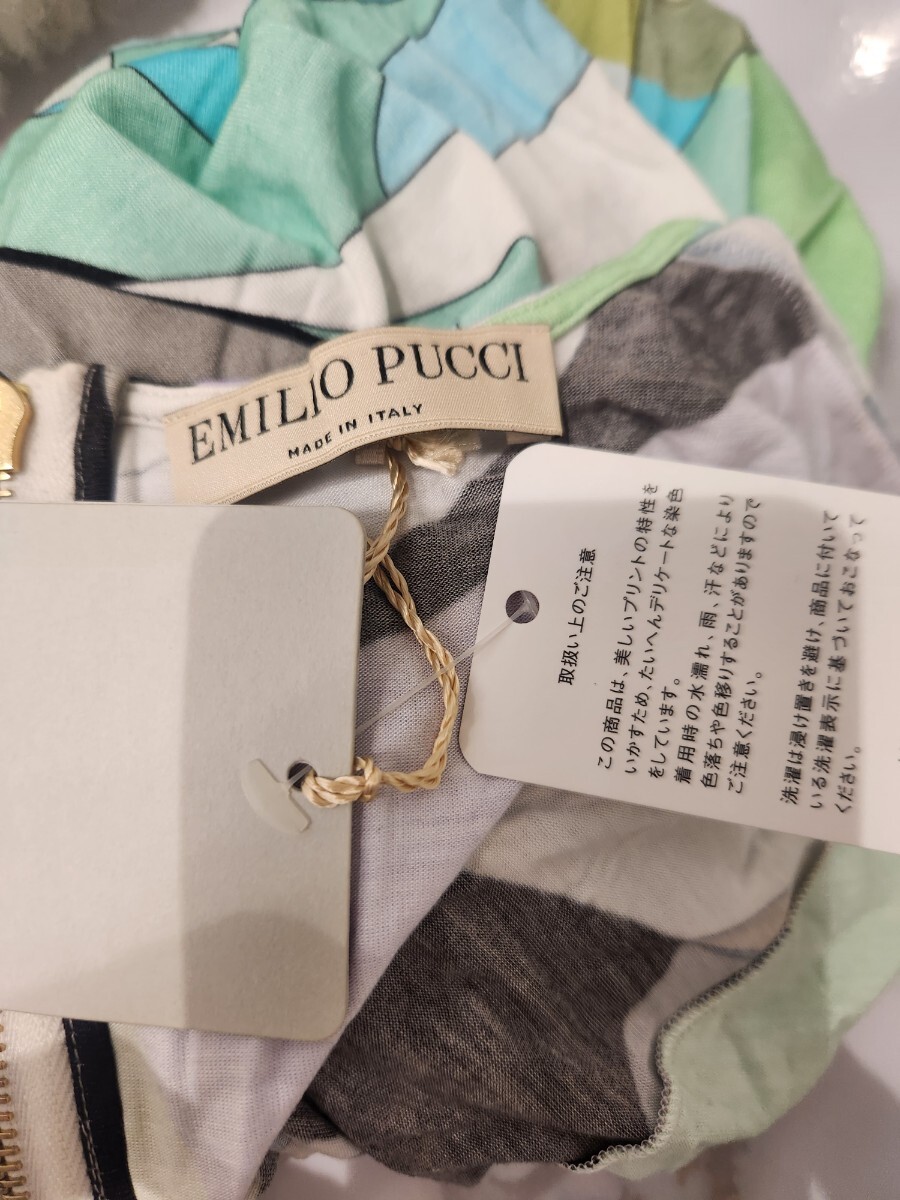 EMILIO PUCCI
MADE IN ITALY
取扱い上のご注意
この商品は、美しいプリントの特性を
いかすため、たいへんデリケートな染色
をしています。
着用時の水濡れ、雨、汗などにより
色落ちや色移りすることがありますので
ご注意ください。
洗濯は浸け置きを避け、商品に付いて
いる洗濯表示に基づいておこなって
ください。